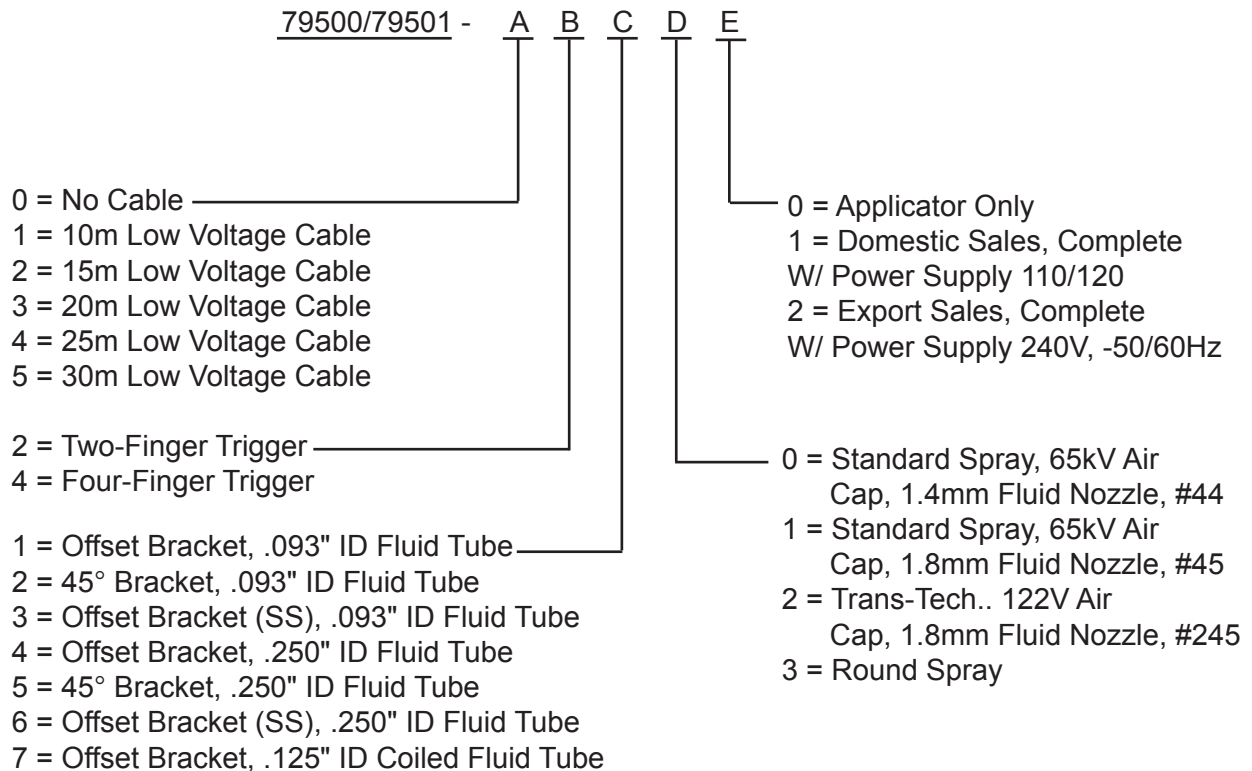 79500/79501 - A B C D E
0 = No Cable
1 = 10m Low Voltage Cable
2 = 15m Low Voltage Cable
3 = 20m Low Voltage Cable
4 = 25m Low Voltage Cable
5 = 30m Low Voltage Cable
2 = Two-Finger Trigger
4 = Four-Finger Trigger
1 = Offset Bracket, .093" ID Fluid Tube
2 = 45° Bracket, .093" ID Fluid Tube
3 = Offset Bracket (SS), .093" ID Fluid Tube
4 = Offset Bracket, .250" ID Fluid Tube
5 = 45° Bracket, .250" ID Fluid Tube
6 = Offset Bracket (SS), .250" ID Fluid Tube
7 = Offset Bracket, .125" ID Coiled Fluid Tube
0 = Applicator Only
1 = Domestic Sales, Complete
W/ Power Supply 110/120
2 = Export Sales, Complete
W/ Power Supply 240V, -50/60Hz
0 = Standard Spray, 65kV Air
Cap, 1.4mm Fluid Nozzle, #44
1 = Standard Spray, 65kV Air
Cap, 1.8mm Fluid Nozzle, #45
2 = Trans-Tech.. 122V Air
Cap, 1.8mm Fluid Nozzle, #245
3 = Round Spray